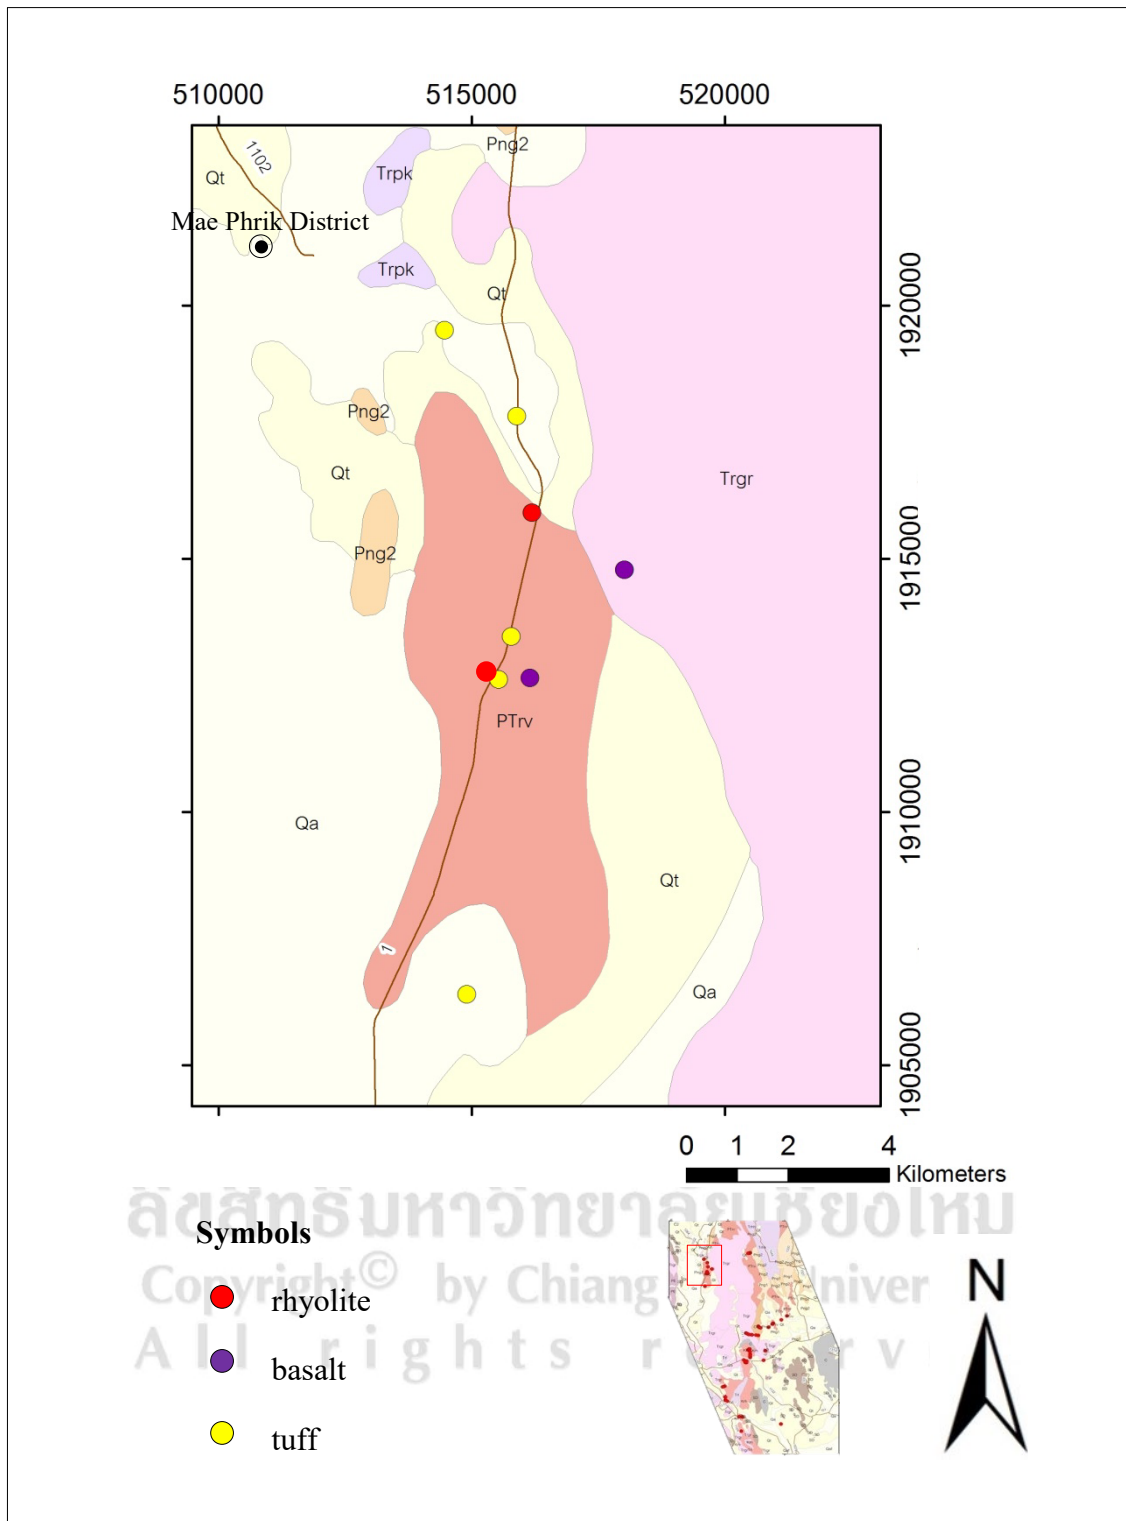 510000 515000 520000
Png2
1102
Trpk
Qt
Mae Phrik District
Trpk
Qt
1920000
Png2
Qt
Trgr
Png2
1915000
PTrv
1910000
Qa
Qt
1
Qa
1905000
0 1 2 4
Kilometers
ลิขสิทธิ์มหาวิทยาลัยเชียงใหม่
Symbols
N
Copyright© by Chiang niver
rhyolite
All rights r r v
basalt
tuff